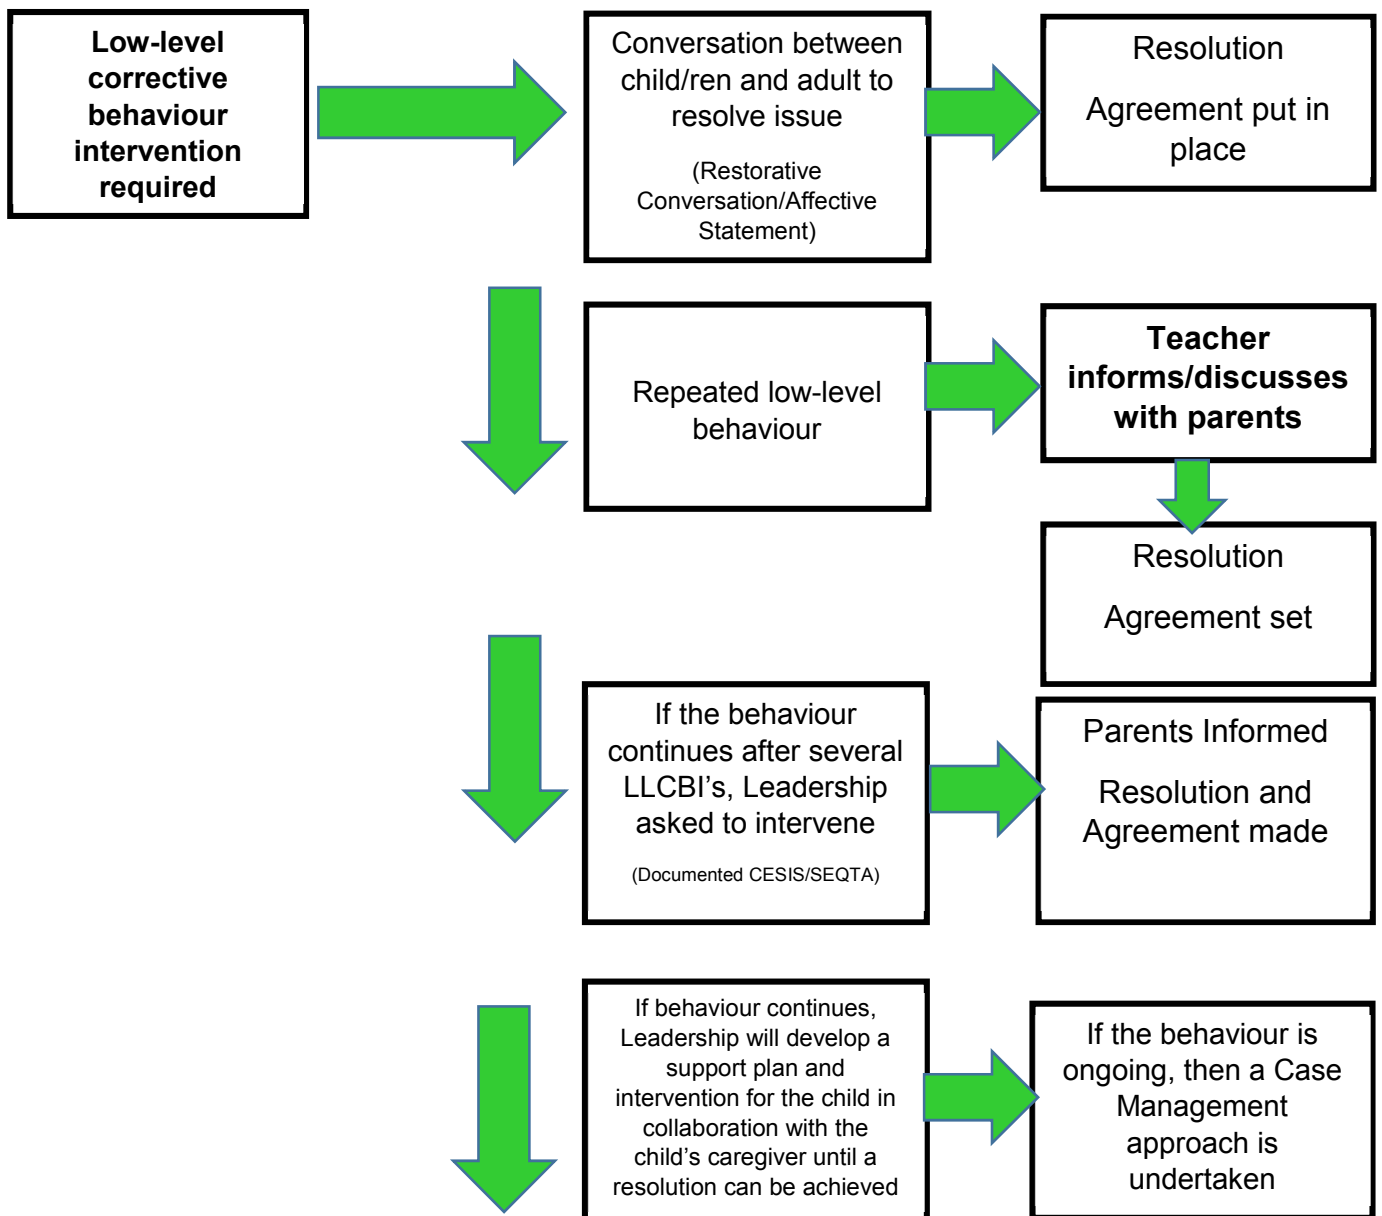 Low-level
corrective
behaviour
intervention
required
Conversation between
child/ren and adult to
resolve issue
(Restorative
Conversation/Affective
Statement)
Resolution
Agreement put in
place
Repeated low-level
behaviour
Teacher
informs/discusses
with parents
Resolution
Agreement set
If the behaviour
continues after several
LLCBI's, Leadership
asked to intervene
(Documented CESIS/SEQTA)
Parents Informed
Resolution and
Agreement made
If behaviour continues,
Leadership will develop a
support plan and
intervention for the child in
collaboration with the
child's caregiver until a
resolution can be achieved
If the behaviour is
ongoing, then a Case
Management
approach is
undertaken